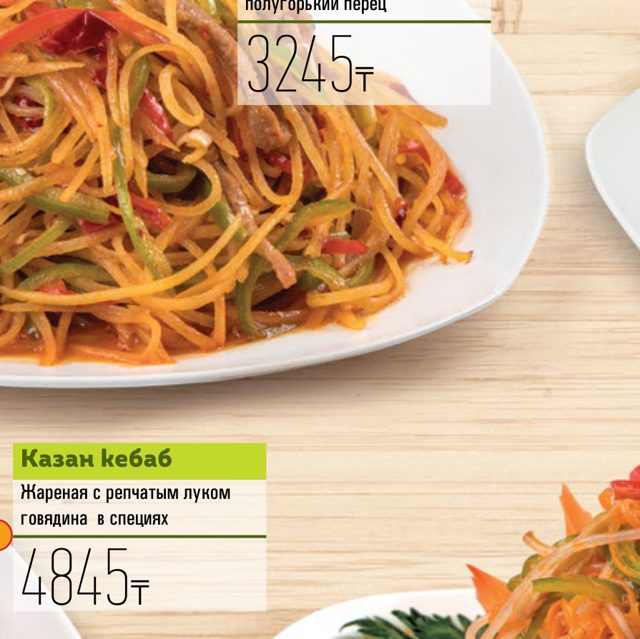 полугорький перец
3245₸
Казан кебаб
Жареная с репчатым луком
говядина в специях
4845₸